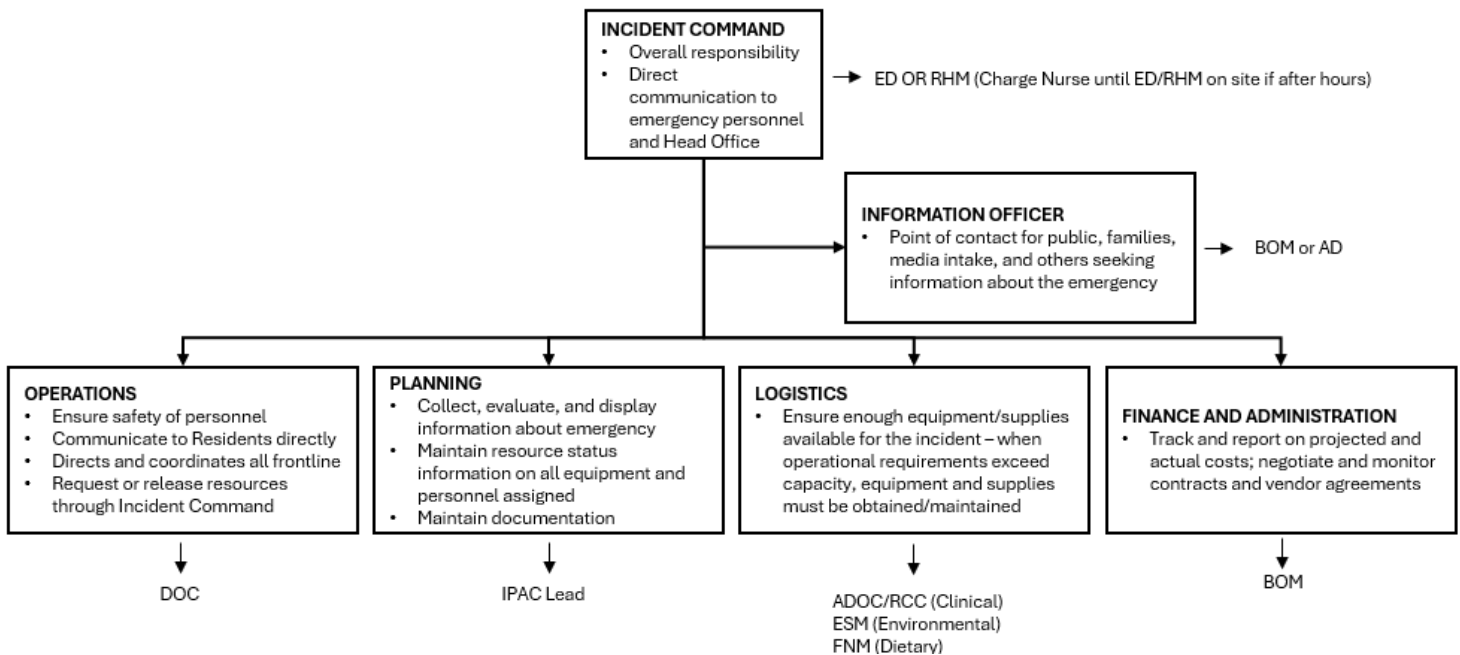 INCIDENT COMMAND
• Overall responsibility
• Direct
communication to
emergency personnel
and Head Office
ED OR RHM (Charge Nurse until ED/RHM on site if after hours)
INFORMATION OFFICER
• Point of contact for public, families,
media intake, and others seeking
information about the emergency
BOM or AD
OPERATIONS
• Ensure safety of personnel
• Communicate to Residents directly
• Directs and coordinates all frontline
• Request or release resources
through Incident Command
DOC
PLANNING
• Collect, evaluate, and display
information about emergency
• Maintain resource status
information on all equipment and
personnel assigned
• Maintain documentation
IPAC Lead
LOGISTICS
• Ensure enough equipment/supplies
available for the incident – when
operational requirements exceed
capacity, equipment and supplies
must be obtained/maintained
ADOC/RCC (Clinical)
ESM (Environmental)
FNM (Dietary)
FINANCE AND ADMINISTRATION
• Track and report on projected and
actual costs; negotiate and monitor
contracts and vendor agreements
BOM